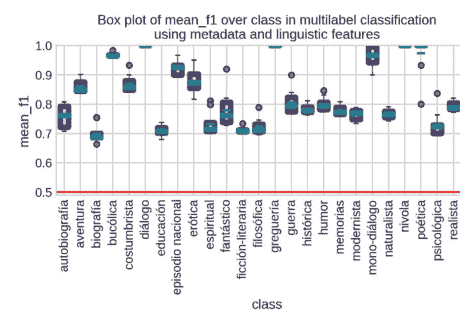 Box plot of mean_f1 over class in multilabel classification
using metadata and linguistic features
mean_f1
1.0
0.9
0.8
0.7
0.6
0.5
autobiografía
aventura
biografía
bucólica
costumbrista
diálogo
educación
episodio nacional
erótica
espiritual
fantástico
ficción-literaria
filosófica
greguería
guerra
histórica
humor
memorias
modernista
mono-diálogo
naturalista
nivola
poética
psicológica
realista
class